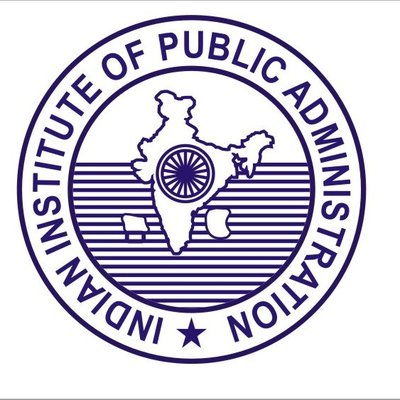 INDIAN INSTITUTE OF PUBLIC ADMINISTRATION